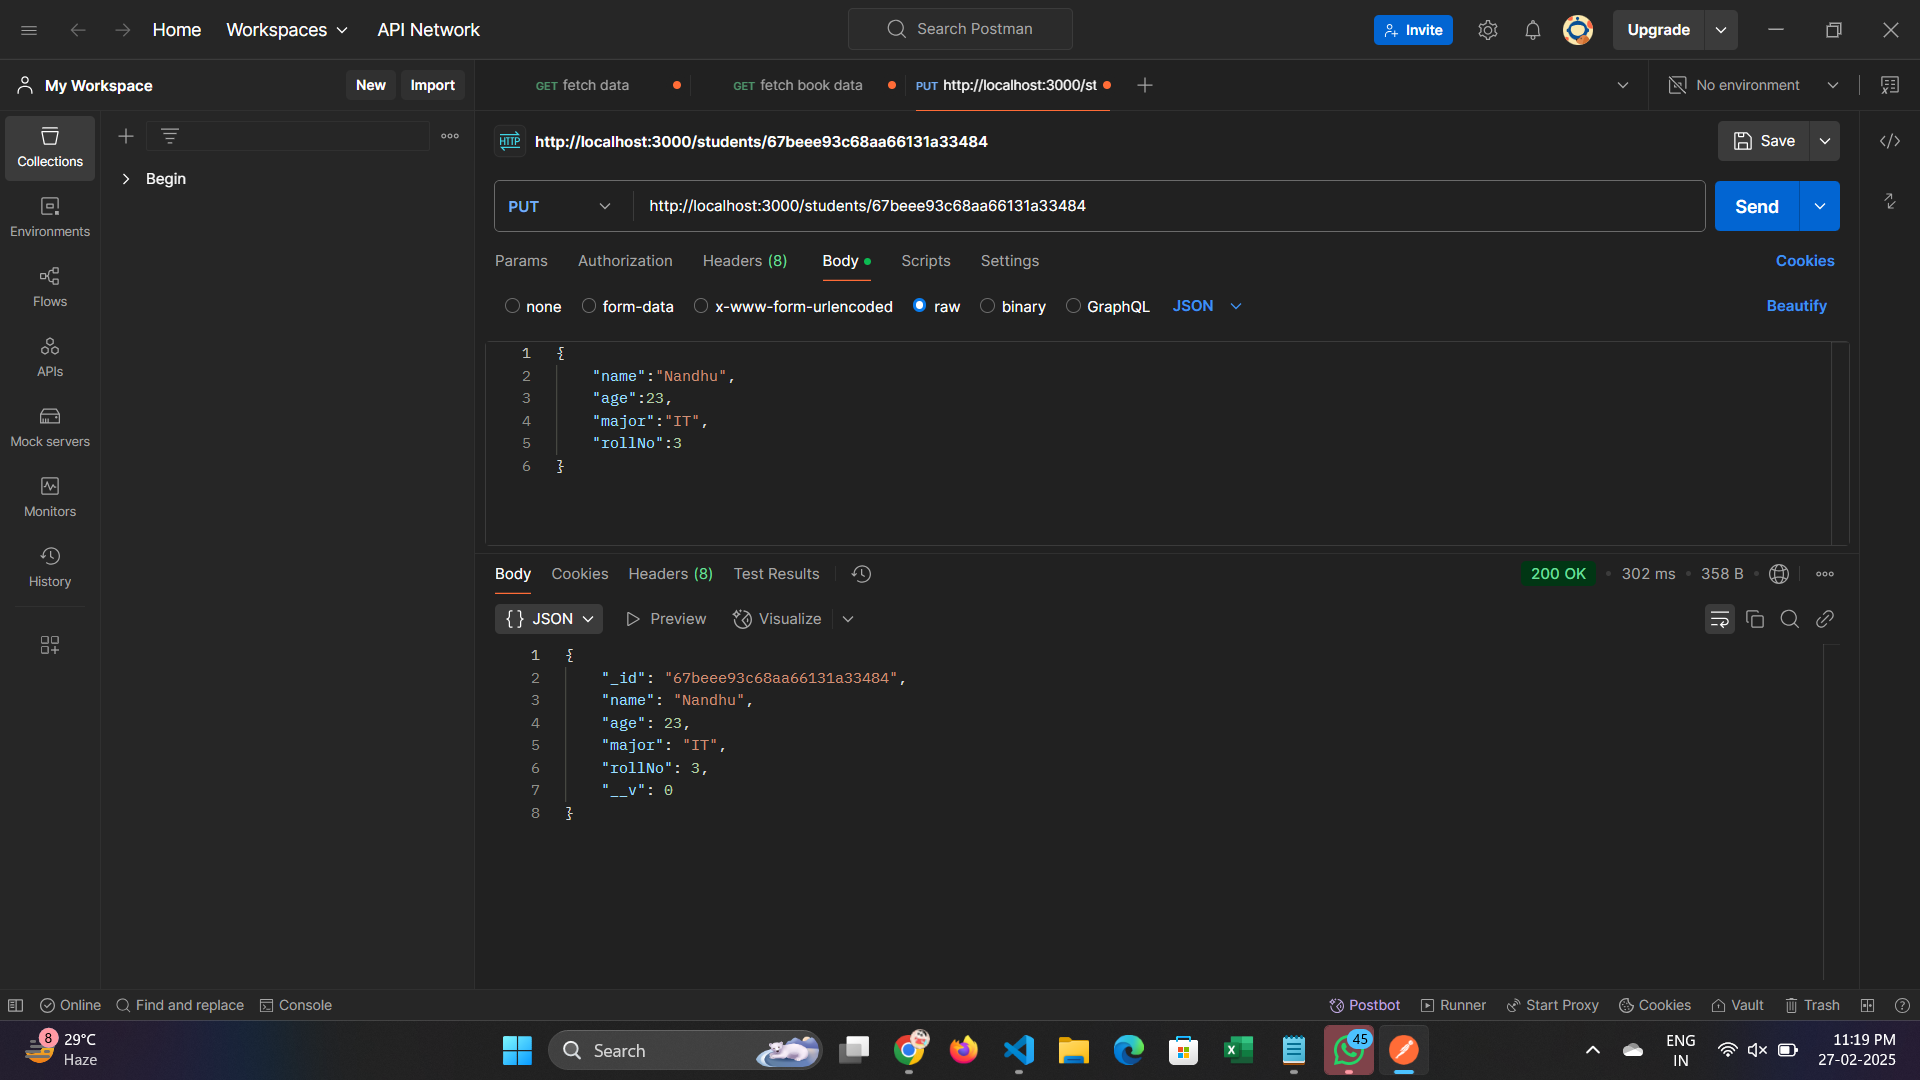 Home
Workspaces
API Network
Search Postman
Invite
Upgrade
My Workspace
New
Import
GET fetch data
GET fetch book data
PUT http://localhost:3000/st
No environment
Collections
Environments
Flows
APIs
Mock servers
Monitors
History
Begin
HTTP
http://localhost:3000/students/67beee93c68aa66131a33484
Save
PUT
http://localhost:3000/students/67beee93c68aa66131a33484
Send
Params
Authorization
Headers (8)
Body
Scripts
Settings
Cookies
none
form-data
x-www-form-urlencoded
raw
binary
GraphQL
JSON
Beautify
1 {
2 "name":"Nandhu",
3 "age":23,
4 "major":"IT",
5 "rollNo":3
6 }
Body
Cookies
Headers (8)
Test Results
200 OK
302 ms
358 B
{} JSON
Preview
Visualize
1 {
2 "_id": "67beee93c68aa66131a33484",
3 "name": "Nandhu",
4 "age": 23,
5 "major": "IT",
6 "rollNo": 3,
7 "__v": 0
8 }
Online
Find and replace
Console
Postbot
Runner
Start Proxy
Cookies
Vault
Trash
8
29°C
Haze
Search
45
ENG
IN
11:19 PM
27-02-2025